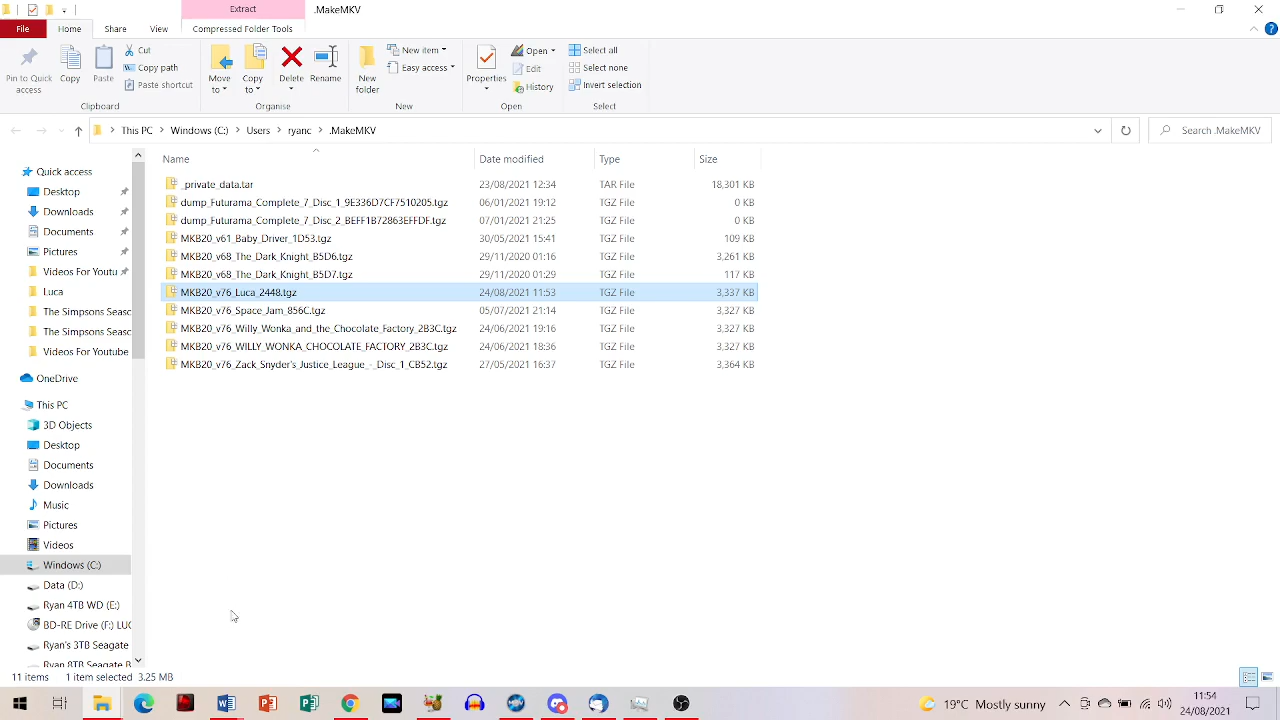 Extract
.MakeMKV
File
Home
Share
View
Compressed Folder Tools
Pin to Quick access
Copy
Paste
Cut
Copy path
Paste shortcut
Move to
Copy to
Delete
Rename
New folder
New item
Easy access
Properties
Open
Edit
History
Select all
Select none
Invert selection
Clipboard
Organise
New
Open
Select
This PC
Windows (C:)
Users
ryanc
.MakeMKV
Search .MakeMKV
Name Date modified Type Size
_private_data.tar 23/08/2021 12:34 TAR File 18,301 KB
dump_Futurama_Complete_7_Disc_1_9E336D7CF7510205.tgz 06/01/2021 19:12 TGZ File 0 KB
dump_Futurama_Complete_7_Disc_2_BEFF1B72863EFFDF.tgz 07/01/2021 21:25 TGZ File 0 KB
MKB20_v61_Baby_Driver_1D53.tgz 30/05/2021 15:41 TGZ File 109 KB
MKB20_v68_The_Dark_Knight_B5D6.tgz 29/11/2020 01:16 TGZ File 3,261 KB
MKB20_v68_The_Dark_Knight_B5D7.tgz 29/11/2020 01:29 TGZ File 117 KB
MKB20_v76_Luca_2448.tgz 24/08/2021 11:53 TGZ File 3,337 KB
MKB20_v76_Space_Jam_856C.tgz 05/07/2021 21:14 TGZ File 3,327 KB
MKB20_v76_Willy_Wonka_and_the_Chocolate_Factory_2B3C.tgz 24/06/2021 19:16 TGZ File 3,327 KB
MKB20_v76_WILLY_WONKA_CHOCOLATE_FACTORY_2B3C.tgz 24/06/2021 18:36 TGZ File 3,327 KB
MKB20_v76_Zack_Snyder's_Justice_League_-_Disc_1_CB52.tgz 27/05/2021 16:37 TGZ File 3,364 KB
Quick access
Desktop
Downloads
Documents
Pictures
Videos For Youtu
Luca
The Simpsons Seasc
The Simpsons Seasc
Videos For Youtube
OneDrive
This PC
3D Objects
Desktop
Documents
Downloads
Music
Pictures
Videos
Windows (C:)
Data (D:)
Ryan 4TB WD (E:)
BD-RE Drive (F:) LUC
Ryan's 3TB Seagate
Ryan 8TB Seagate B
11 items 1 item selected 3.25 MB
19°C Mostly sunny
11:54
24/08/2021